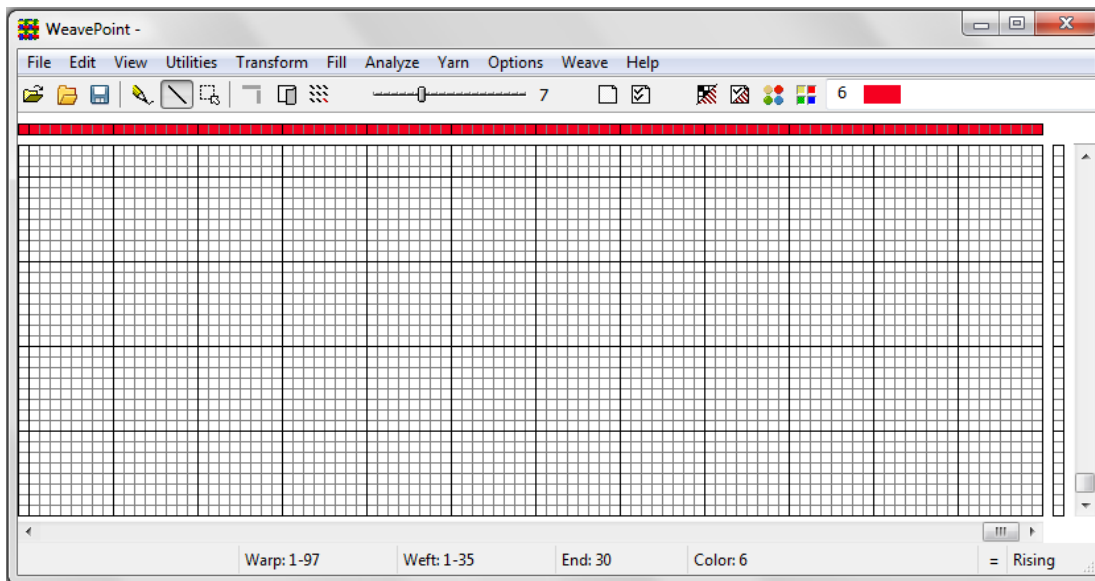 WeavePoint -
File Edit View Utilities Transform Fill Analyze Yarn Options Weave Help
7 6
Warp: 1-97 Weft: 1-35 End: 30 Color: 6 = Rising